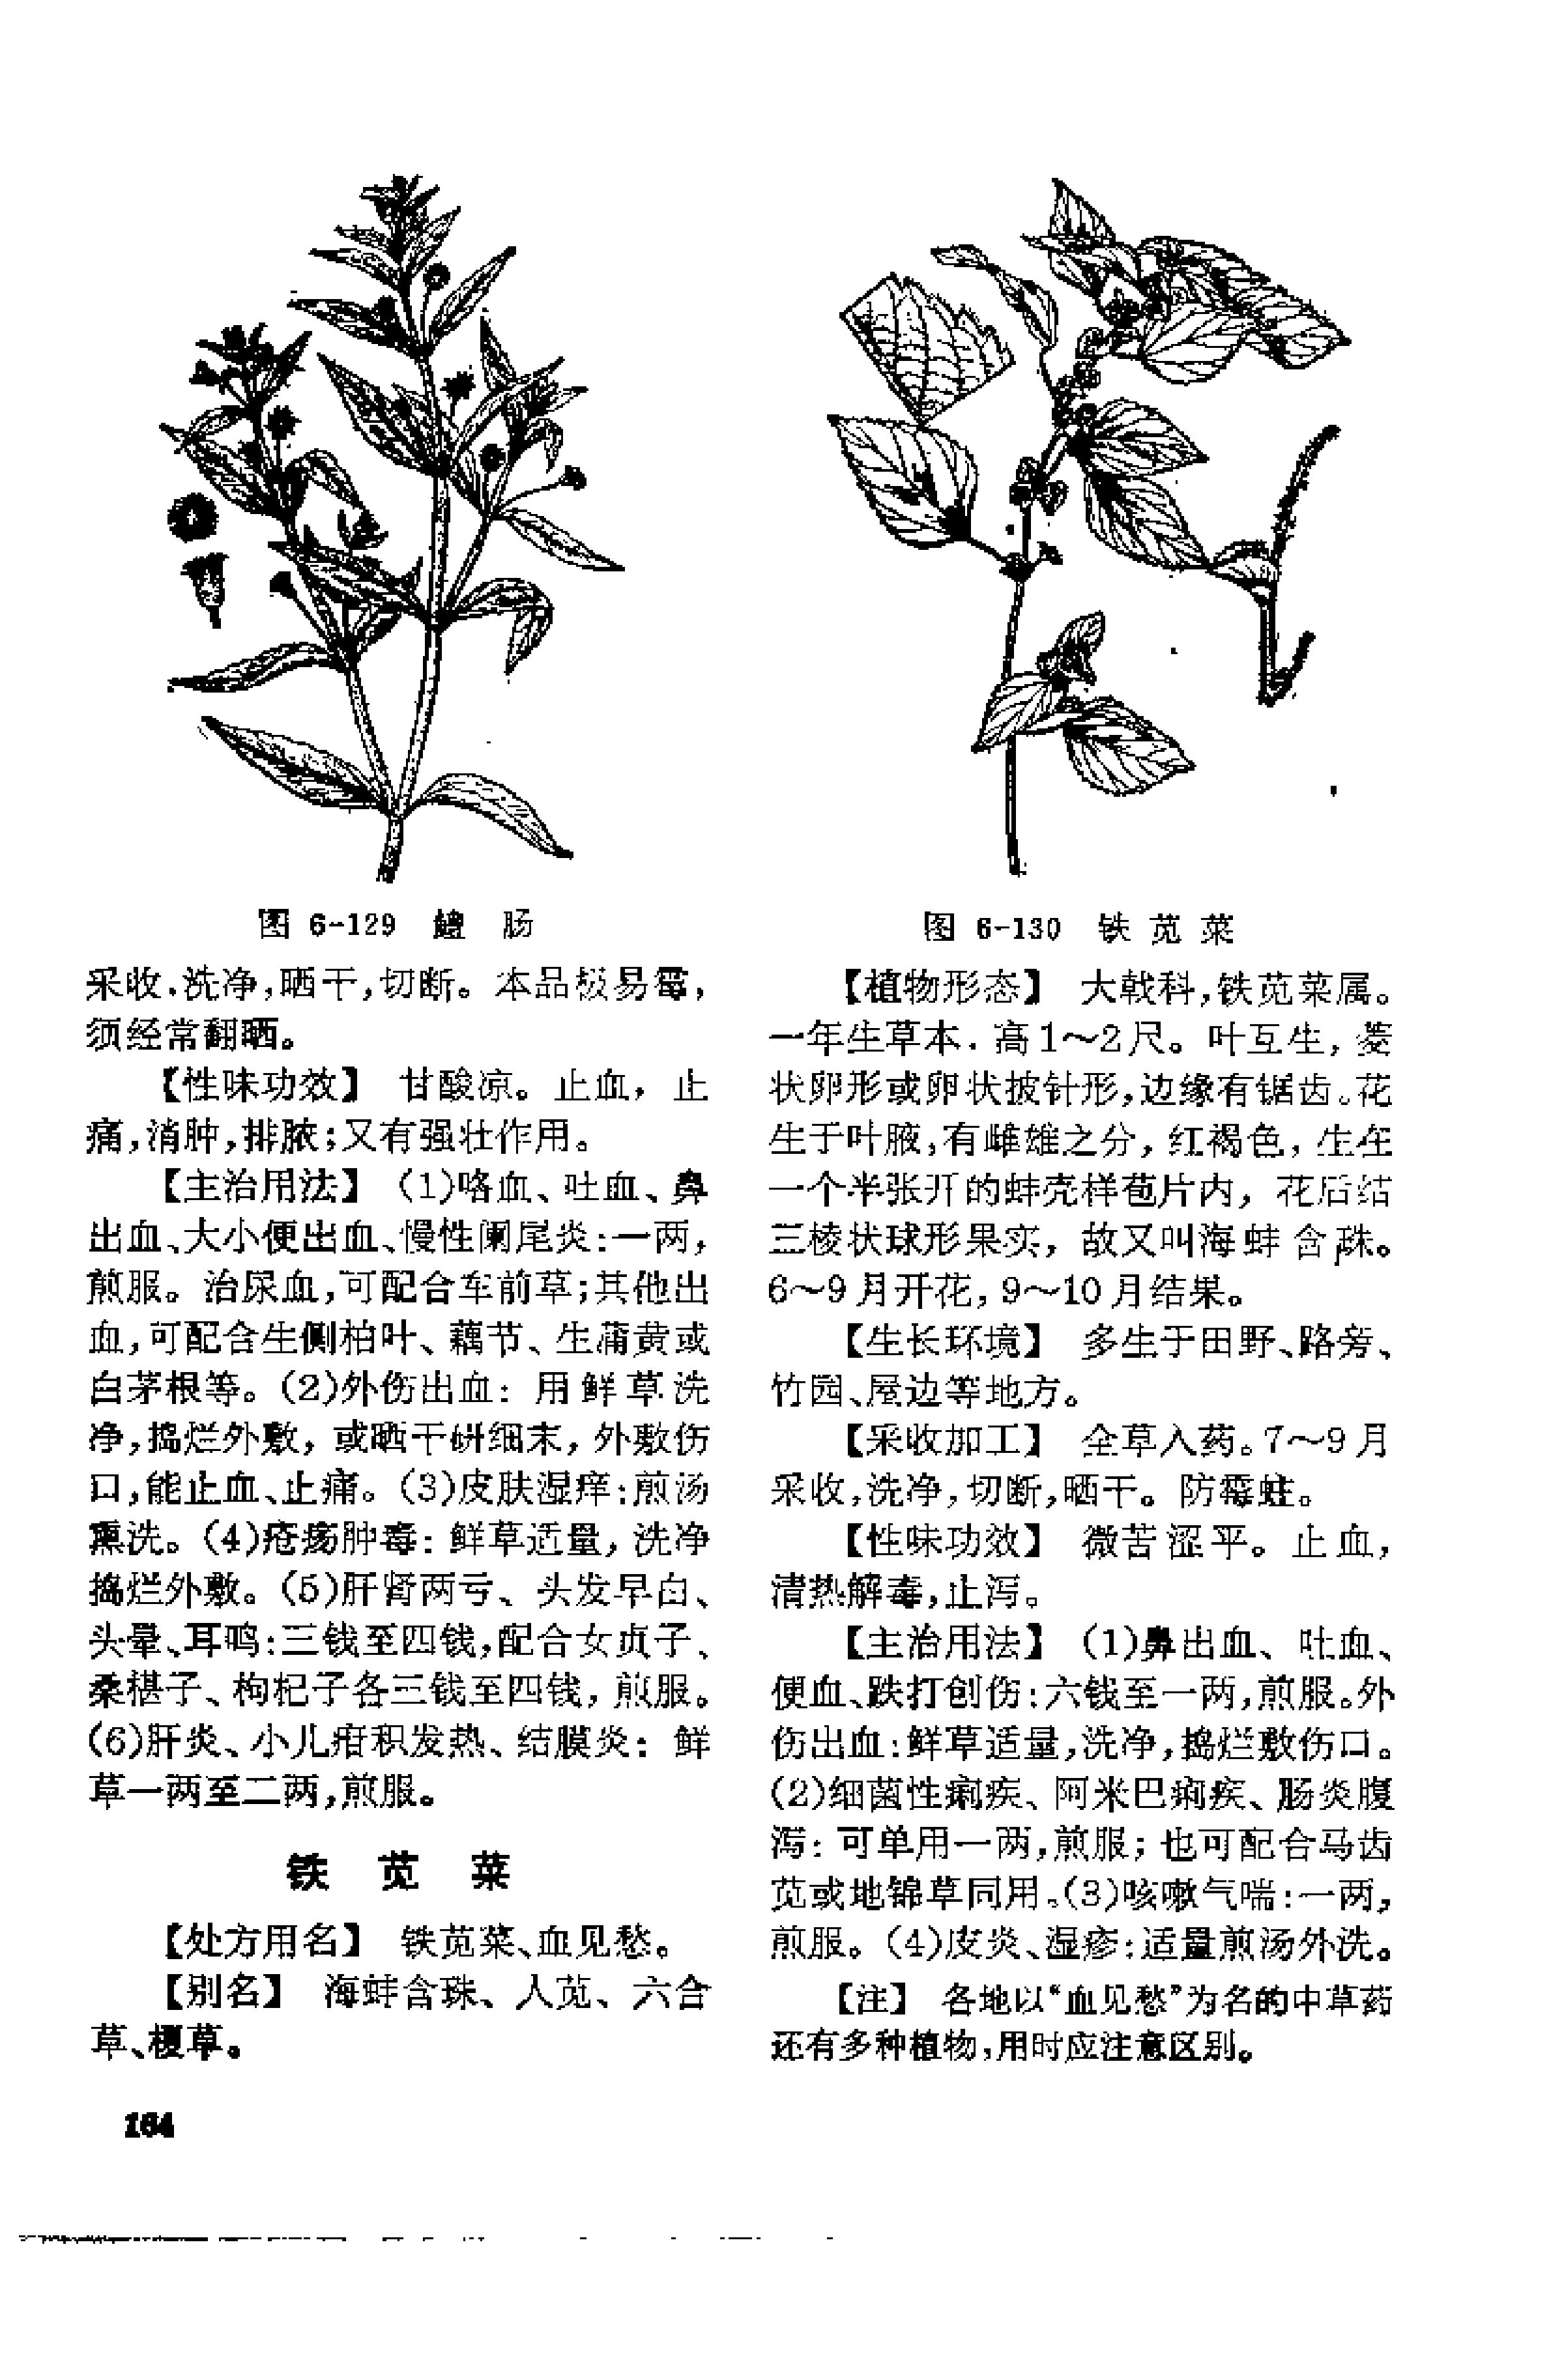 图 6-129 鳢 肠
采收.洗净,晒干,切断。本品极易霉,
须经常翻晒。
【性味功效】 甘酸凉。止血, 止
痛,消肿,排脓;又有强壮作用。
【主治用法】 (1)咯血、吐血、鼻
出血、大小便出血、慢性阑尾炎:一两,
煎服。治尿血,可配合车前草;其他出
血,可配合生侧柏叶、藕节、生蒲黄或
白茅根等。(2)外伤出血: 用鲜草洗
净,捣烂外敷, 或晒干研细末, 外敷伤
口,能止血、止痛。(3)皮肤湿痒:煎汤
熏洗。(4)疮疡肿毒: 鲜草适量, 洗净
捣烂外敷。(5)肝肾两亏、头发早白、
头晕、耳鸣:三钱至四钱,配合女贞子、
桑椹子、枸杞子各三钱至四钱, 煎服。
(6)肝炎、小儿疳积发热、结膜炎: 鲜
草一两至二两,煎服。
铁 苋 菜
【处方用名】 铁苋菜、血见愁。
【别名】 海蚌含珠、人苋、六合
草、榎草。
164
图 6-130 铁 苋 菜
【植物形态】 大戟科,铁苋菜属。
一年生草本. 高1～2尺。叶互生, 菱
状卵形或卵状披针形,边缘有锯齿。花
生于叶腋,有雌雄之分, 红褐色, 生在
一个半张开的蚌壳样苞片内, 花后结
三棱状球形果实, 故又叫海蚌含珠。
6～9月开花, 9～10月结果。
【生长环境】 多生于田野、路旁、
竹园、屋边等地方。
【采收加工】 全草入药。7～9月
采收,洗净,切断,晒干。防霉蛀。
【性味功效】 微苦涩平。止血,
清热解毒,止泻。
【主治用法】 (1)鼻出血、吐血、
便血、跌打创伤:六钱至一两,煎服。外
伤出血:鲜草适量,洗净,捣烂敷伤口。
(2)细菌性痢疾、阿米巴痢疾、肠炎腹
泻: 可单用一两,煎服; 也可配合马齿
苋或地锦草同用。(3)咳嗽气喘:一两,
煎服。(4)皮炎、湿疹:适量煎汤外洗。
【注】 各地以“血见愁”为名的中草药
还有多种植物,用时应注意区别。